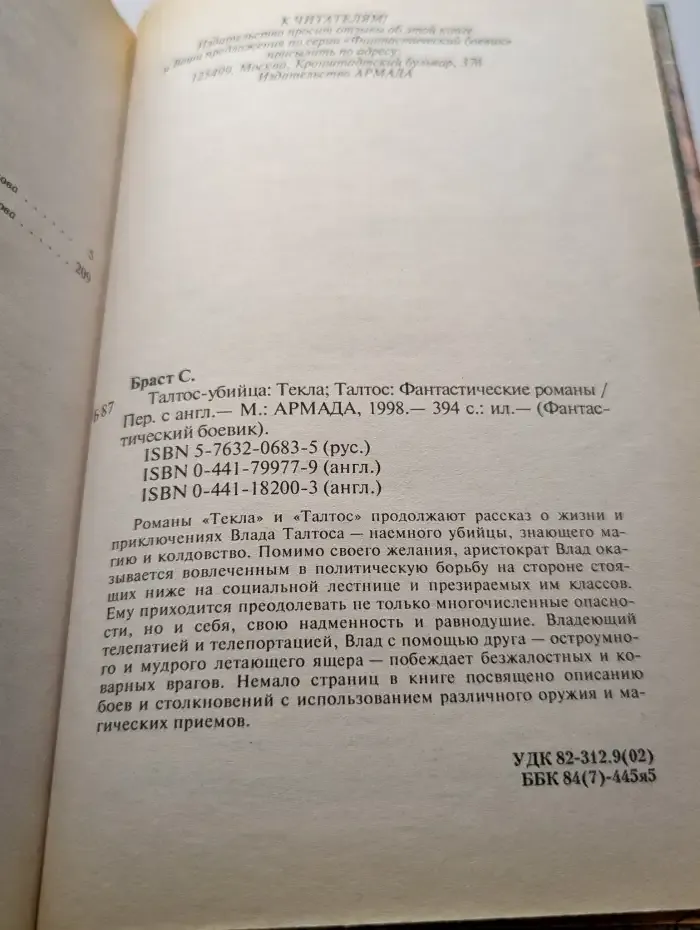 К ЧИТАТЕЛЯМ!
Издательство просит отзывы об этой книге
и Ваши предложения по серии «Фантастический боевик»
присылать по адресу:
125499, Москва, Кронштадтский бульвар, 37б
Издательство АРМАДА
ова . . . . . . 5
ова . . . . . . 209
Браст С.
Б87
Талтос-убийца: Текла; Талтос: Фантастические романы /
Пер. с англ.— М.: АРМАДА, 1998.— 394 с.: ил.— (Фантас-
тический боевик).
ISBN 5-7632-0683-5 (рус.)
ISBN 0-441-79977-9 (англ.)
ISBN 0-441-18200-3 (англ.)
Романы «Текла» и «Талтос» продолжают рассказ о жизни и
приключениях Влада Талтоса — наемного убийцы, знающего ма-
гию и колдовство. Помимо своего желания, аристократ Влад ока-
зывается вовлеченным в политическую борьбу на стороне стоя-
щих ниже на социальной лестнице и презираемых им классов.
Ему приходится преодолевать не только многочисленные опасно-
сти, но и себя, свою надменность и равнодушие. Владеющий
телепатией и телепортацией, Влад с помощью друга — остроумно-
го и мудрого летающего ящера — побеждает безжалостных и ко-
варных врагов. Немало страниц в книге посвящено описанию
боев и столкновений с использованием различного оружия и ма-
гических приемов.
УДК 82-312.9(02)
ББК 84(7)-445я5